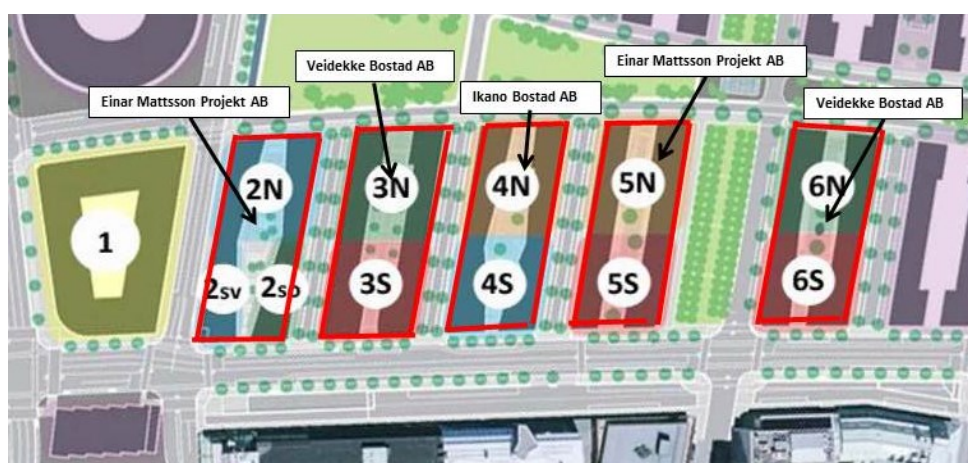 Veidekke Bostad AB
Einar Mattsson Projekt AB
Einar Mattsson Projekt AB
Ikano Bostad AB
Veidekke Bostad AB
2N
3N
4N
5N
6N
1
2sv
2sö
3S
4S
5S
6S